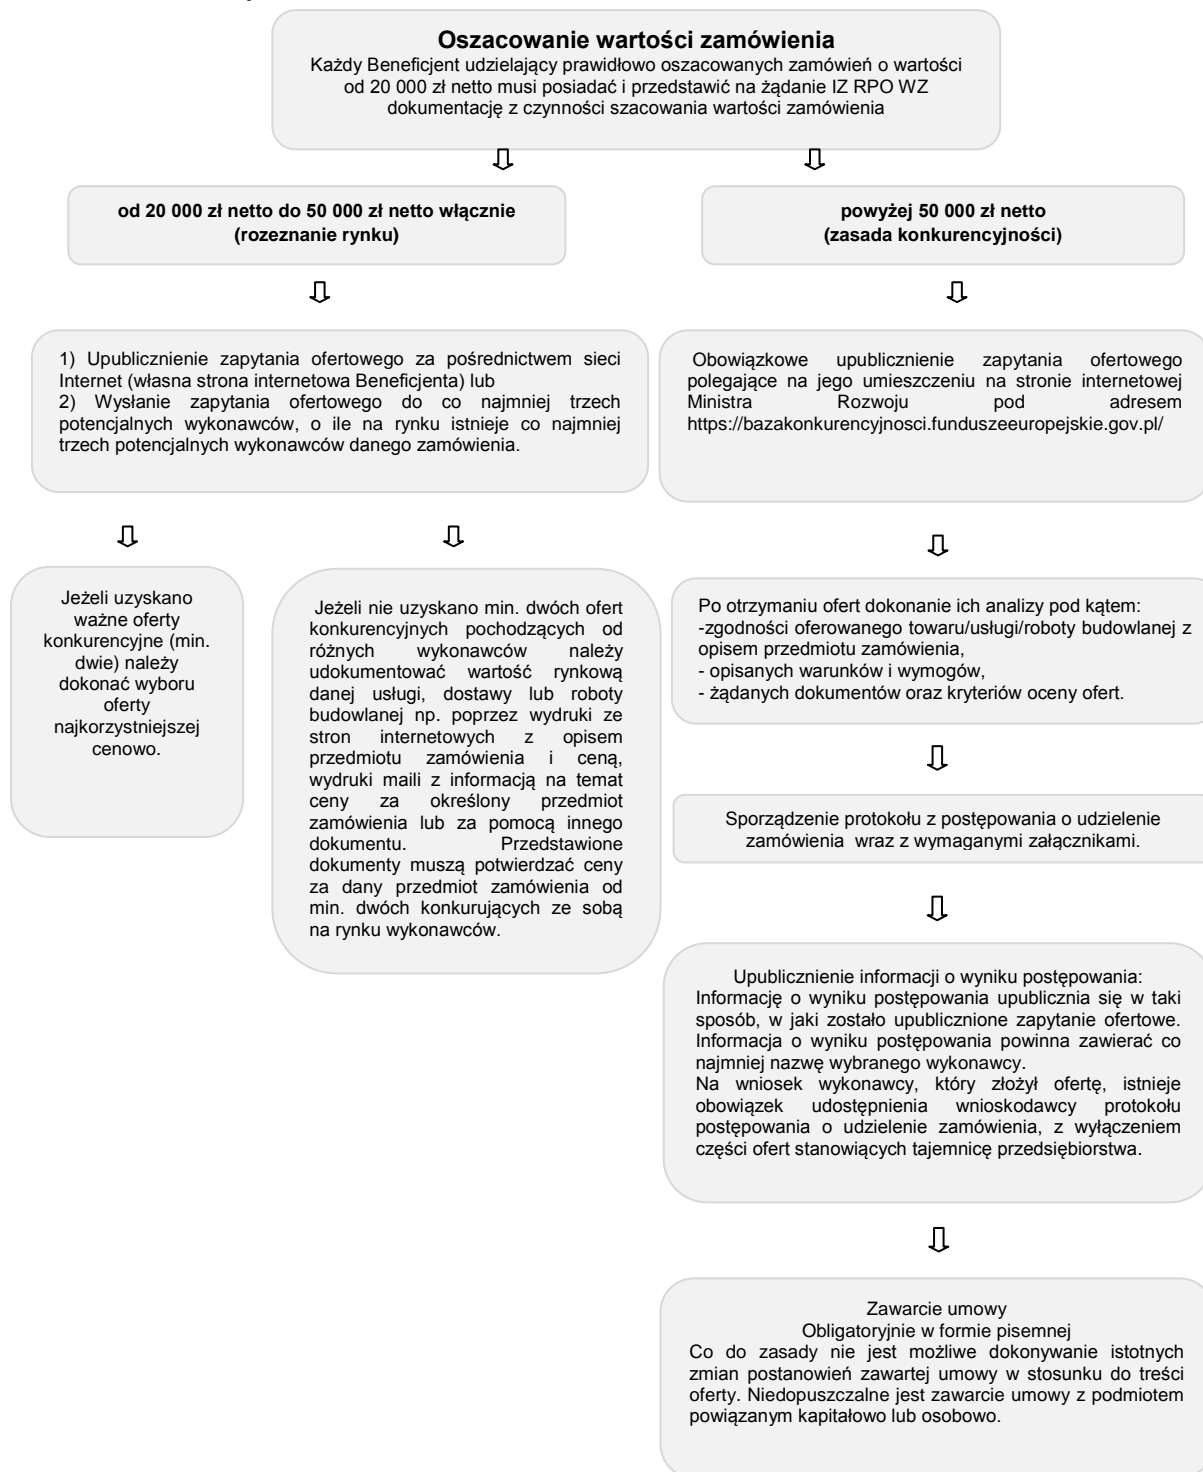 Oszacowanie wartości zamówienia
Każdy Beneficjent udzielający prawidłowo oszacowanych zamówień o wartości
od 20 000 zł netto musi posiadać i przedstawić na żądanie IZ RPO WZ
dokumentację z czynności szacowania wartości zamówienia
od 20 000 zł netto do 50 000 zł netto włącznie
(rozeznanie rynku)
powyżej 50 000 zł netto
(zasada konkurencyjności)
1) Upublicznienie zapytania ofertowego za pośrednictwem sieci
Internet (własna strona internetowa Beneficjenta) lub
2) Wysłanie zapytania ofertowego do co najmniej trzech
potencjalnych wykonawców, o ile na rynku istnieje co najmniej
trzech potencjalnych wykonawców danego zamówienia.
Obowiązkowe upublicznienie zapytania ofertowego
polegające na jego umieszczeniu na stronie internetowej
Ministra Rozwoju pod adresem
https://bazakonkurencyjnosci.funduszeeuropejskie.gov.pl/
Jeżeli uzyskano
ważne oferty
konkurencyjne (min.
dwie) należy
dokonać wyboru
oferty
najkorzystniejszej
cenowo.
Jeżeli nie uzyskano min. dwóch ofert
konkurencyjnych pochodzących od
różnych wykonawców należy
udokumentować wartość rynkową
danej usługi, dostawy lub roboty
budowlanej np. poprzez wydruki ze
stron internetowych z opisem
przedmiotu zamówienia i ceną,
wydruki maili z informacją na temat
ceny za określony przedmiot
zamówienia lub za pomocą innego
dokumentu. Przedstawione
dokumenty muszą potwierdzać ceny
za dany przedmiot zamówienia od
min. dwóch konkurujących ze sobą
na rynku wykonawców.
Po otrzymaniu ofert dokonanie ich analizy pod kątem:
-zgodności oferowanego towaru/usługi/roboty budowlanej z
opisem przedmiotu zamówienia,
- opisanych warunków i wymogów,
- żądanych dokumentów oraz kryteriów oceny ofert.
Sporządzenie protokołu z postępowania o udzielenie
zamówienia wraz z wymaganymi załącznikami.
Upublicznienie informacji o wyniku postępowania:
Informację o wyniku postępowania upublicznia się w taki
sposób, w jaki zostało upublicznione zapytanie ofertowe.
Informacja o wyniku postępowania powinna zawierać co
najmniej nazwę wybranego wykonawcy.
Na wniosek wykonawcy, który złożył ofertę, istnieje
obowiązek udostępnienia wnioskodawcy protokołu
postępowania o udzielenie zamówienia, z wyłączeniem
części ofert stanowiących tajemnicę przedsiębiorstwa.
Zawarcie umowy
Obligatoryjnie w formie pisemnej
Co do zasady nie jest możliwe dokonywanie istotnych
zmian postanowień zawartej umowy w stosunku do treści
oferty. Niedopuszczalne jest zawarcie umowy z podmiotem
powiązanym kapitałowo lub osobowo.